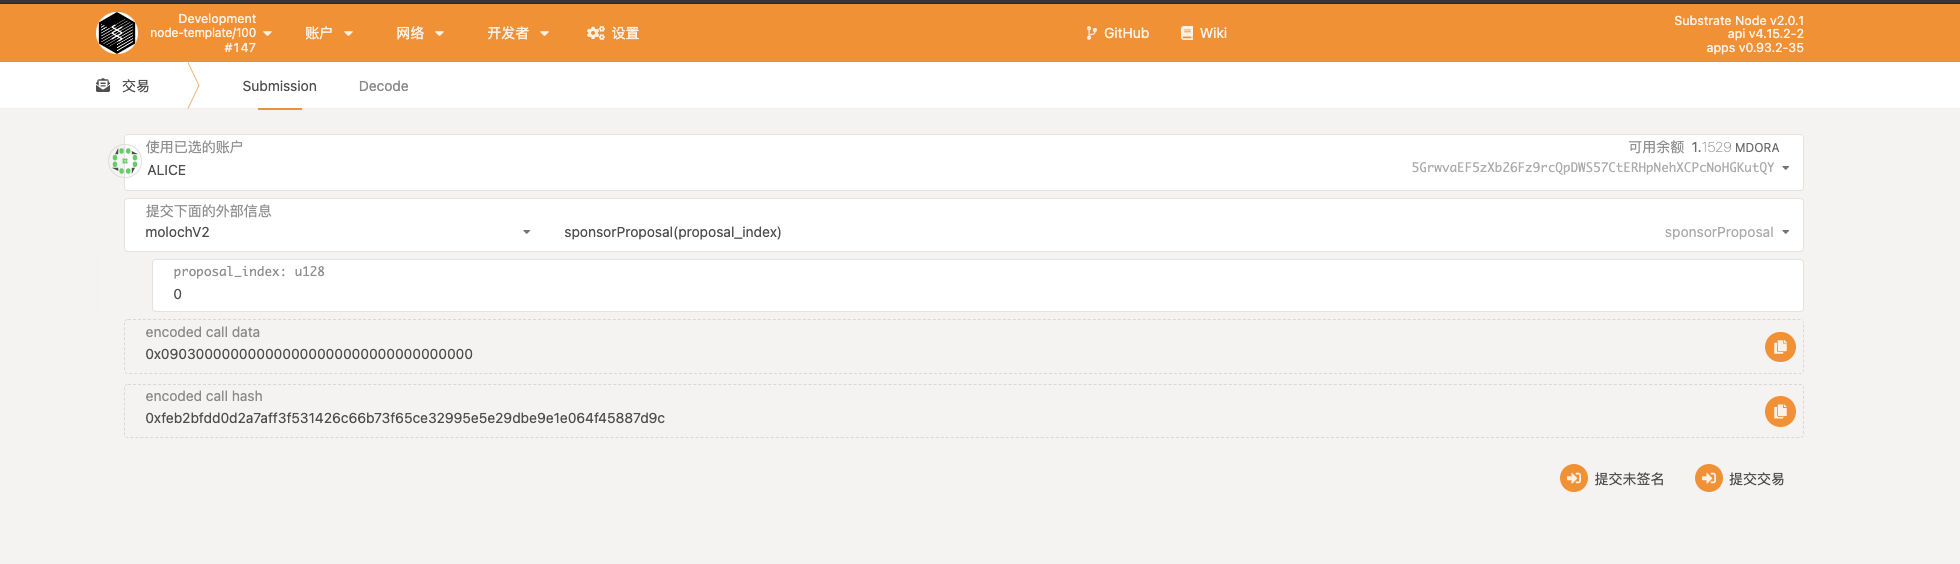 Development
node-template/100
#147
账户
网络
开发者
设置
GitHub
Wiki
Substrate Node v2.0.1
api v4.15.2-2
apps v0.93.2-35
交易
Submission
Decode
使用已选的账户
ALICE
可用余额 1.1529 MDORA
5GrwvaEF5zXb26Fz9rcQpDWS57CtERHpNehXCPcNoHGKutQY
提交下面的外部信息
molochV2
sponsorProposal(proposal_index)
sponsorProposal
proposal_index: u128
0
encoded call data
0x090300000000000000000000000000000000
encoded call hash
0xfeb2bfdd0d2a7aff3f531426c66b73f65ce32995e5e29dbe9e1e064f45887d9c
提交未签名
提交交易